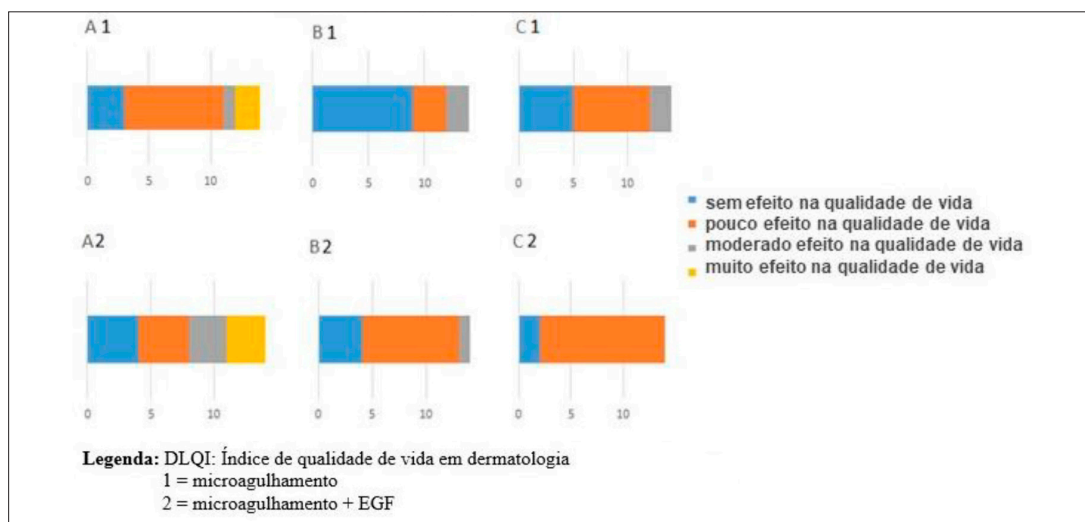 A 1
B 1
C 1
0 5 10
0 5 10
0 5 10
sem efeito na qualidade de vida
pouco efeito na qualidade de vida
moderado efeito na qualidade de vida
muito efeito na qualidade de vida
A2
B2
C 2
0 5 10
0 5 10
0 5 10
Legenda: DLQI: Índice de qualidade de vida em dermatologia
1 = microagulhamento
2 = microagulhamento + EGF